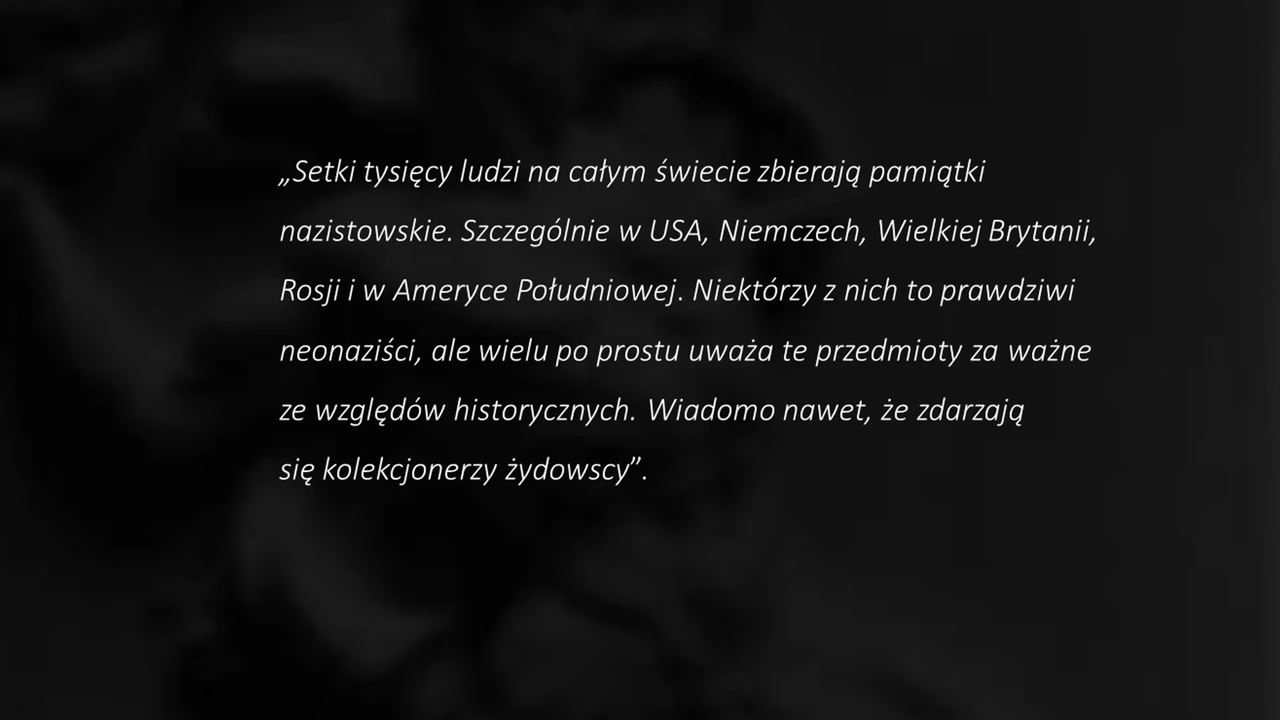 „Setki tysięcy ludzi na całym świecie zbierają pamiątki
nazistowskie. Szczególnie w USA, Niemczech, Wielkiej Brytanii,
Rosji i w Ameryce Południowej. Niektórzy z nich to prawdziwi
neonaziści, ale wielu po prostu uważa te przedmioty za ważne
ze względów historycznych. Wiadomo nawet, że zdarzają
się kolekcjonerzy żydowscy”.